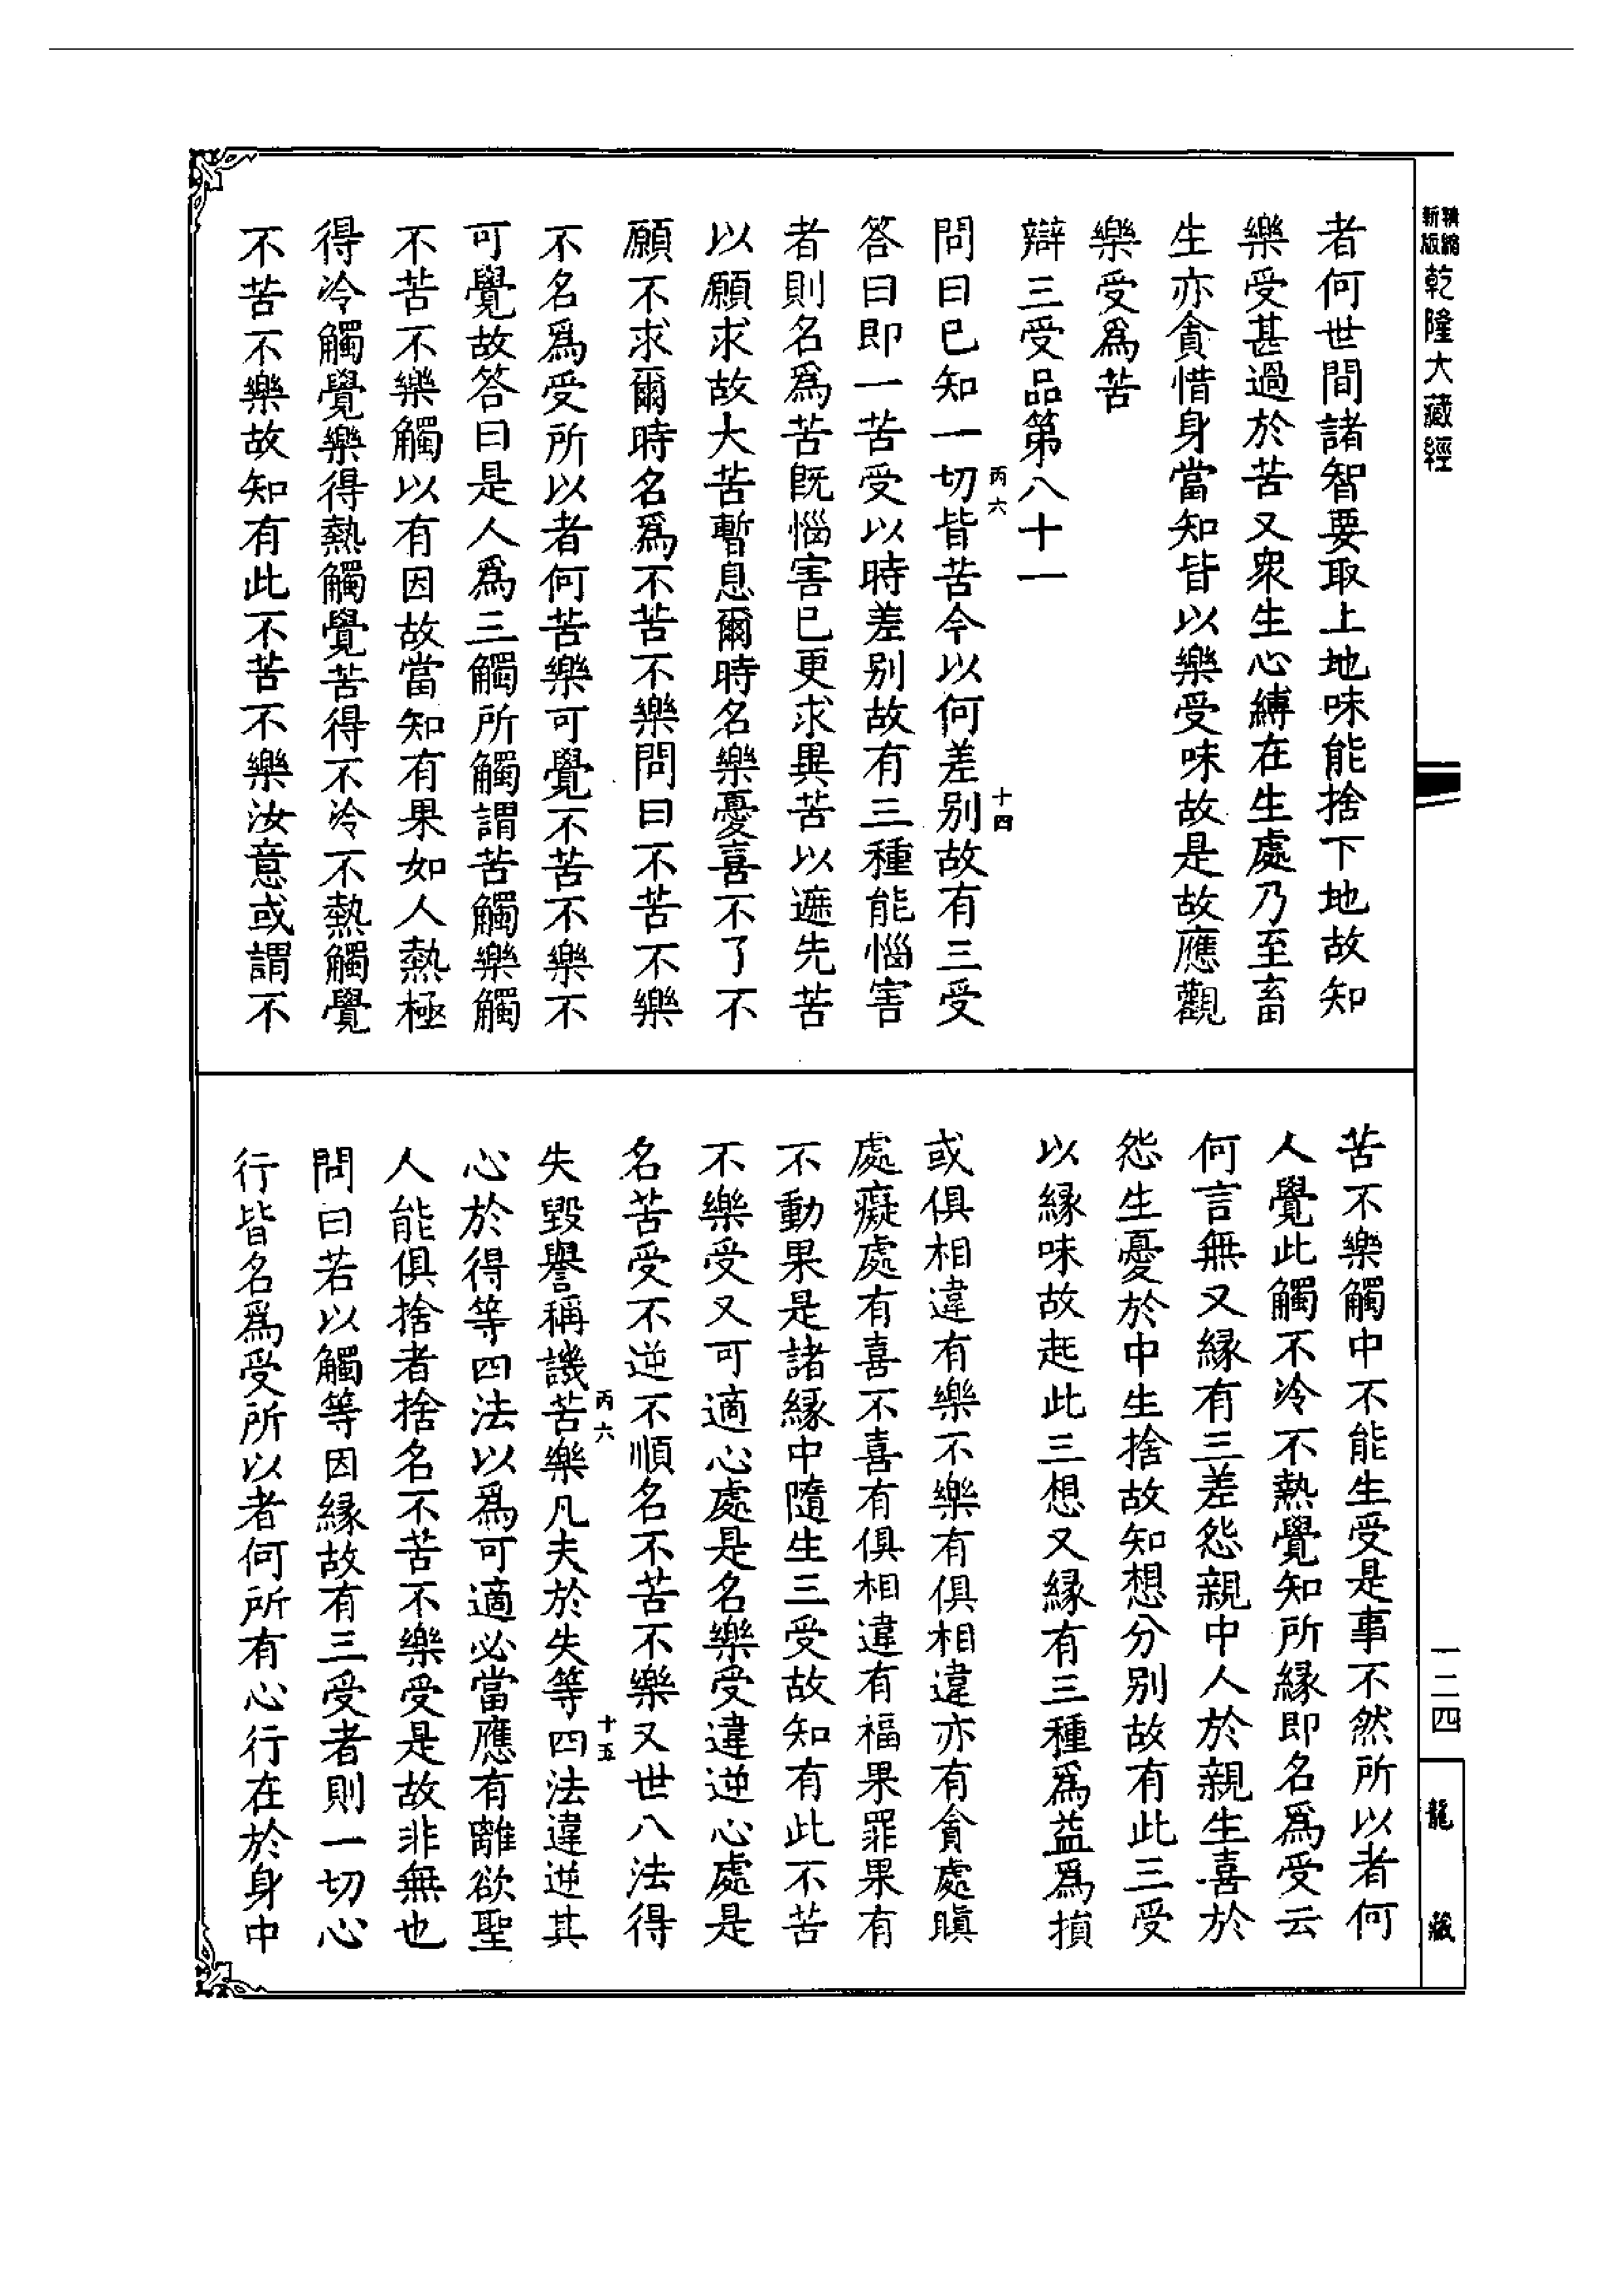 精縮新版乾隆大藏經
者何世間諸智要取上地味能捨下地故知
樂受甚過於苦又衆生心縛在生處乃至畜
生亦貪惜身當知皆以樂受味故是故應觀
樂受爲苦
辯三受品第八十一
丙六
十四
問曰已知一切皆苦今以何差别故有三受
答曰即一苦受以時差别故有三種能惱害
者則名爲苦旣惱害已更求異苦以遮先苦
以願求故大苦暫息爾時名樂憂喜不了不
願不求爾時名爲不苦不樂問曰不苦不樂
不名爲受所以者何苦樂可覺不苦不樂不
可覺故答曰是人爲三觸所觸謂苦觸樂觸
不苦不樂觸以有因故當知有果如人熱極
得冷觸覺樂得熱觸覺苦得不冷不熱觸覺
不苦不樂故知有此不苦不樂汝意或謂不
苦不樂觸中不能生受是事不然所以者何
人覺此觸不冷不熱覺知所緣即名爲受云
何言無又緣有三差怨親中人於親生喜於
怨生憂於中生捨故知想分别故有此三受
以緣味故起此三想又緣有三種爲益爲損
或俱相違有樂不樂有俱相違亦有貪處瞋
處癡處有喜不喜有俱相違有福果罪果有
不動果是諸緣中隨生三受故知有此不苦
不樂受又可適心處是名樂受違逆心處是
名苦受不逆不順名不苦不樂又世八法得
丙六
十五
失毀譽稱譏苦樂凡夫於失等四法違逆其
心於得等四法以爲可適必當應有離欲聖
人能俱捨者捨名不苦不樂受是故非無也
問曰若以觸等因緣故有三受者則一切心
行皆名爲受所以者何所有心行在於身中
一二四
龍藏